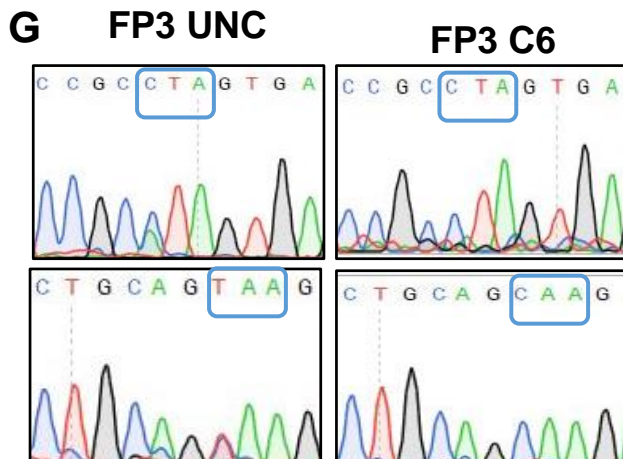 G FP3 UNC FP3 C6
C C G C C T A G T G A
C C G C C T A G T G A
C T G C A G T A A G
C T G C A G C A A G